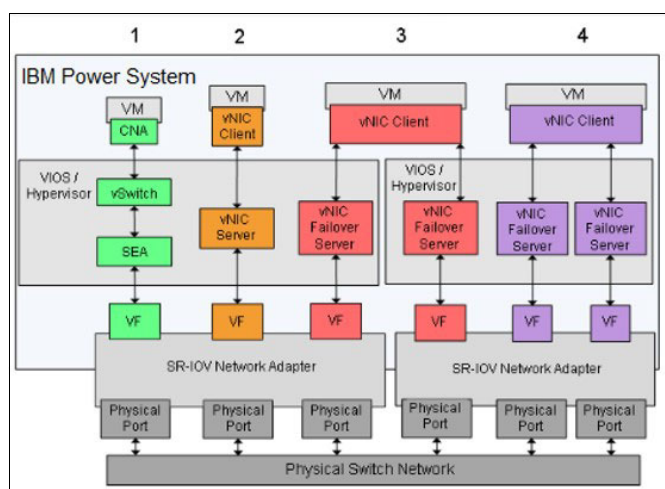 1 2 3 4
IBM Power System
VM VM VM VM
CNA vNIC Client vNIC Client vNIC Client
VIOS / Hypervisor
vSwitch
SEA
vNIC Server
vNIC Failover Server
VIOS / Hypervisor
vNIC Failover Server
vNIC Failover Server
vNIC Failover Server
VF VF VF VF VF VF
SR-IOV Network Adapter SR-IOV Network Adapter
Physical Port Physical Port Physical Port Physical Port Physical Port Physical Port
Physical Switch Network